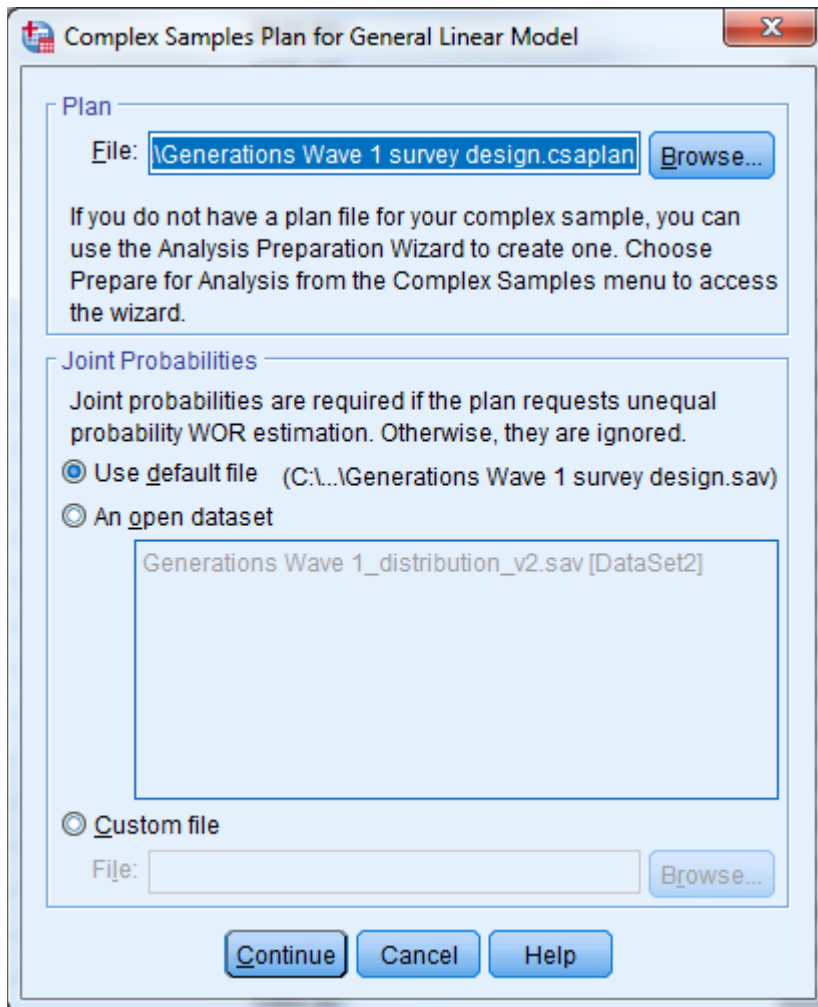 Complex Samples Plan for General Linear Model
Plan
File: \Generations Wave 1 survey design.csaplan Browse...
If you do not have a plan file for your complex sample, you can
use the Analysis Preparation Wizard to create one. Choose
Prepare for Analysis from the Complex Samples menu to access
the wizard.
Joint Probabilities
Joint probabilities are required if the plan requests unequal
probability WOR estimation. Otherwise, they are ignored.
Use default file (C:\...\Generations Wave 1 survey design.sav)
An open dataset
Generations Wave 1_distribution_v2.sav [DataSet2]
Custom file
File: Browse...
Continue Cancel Help